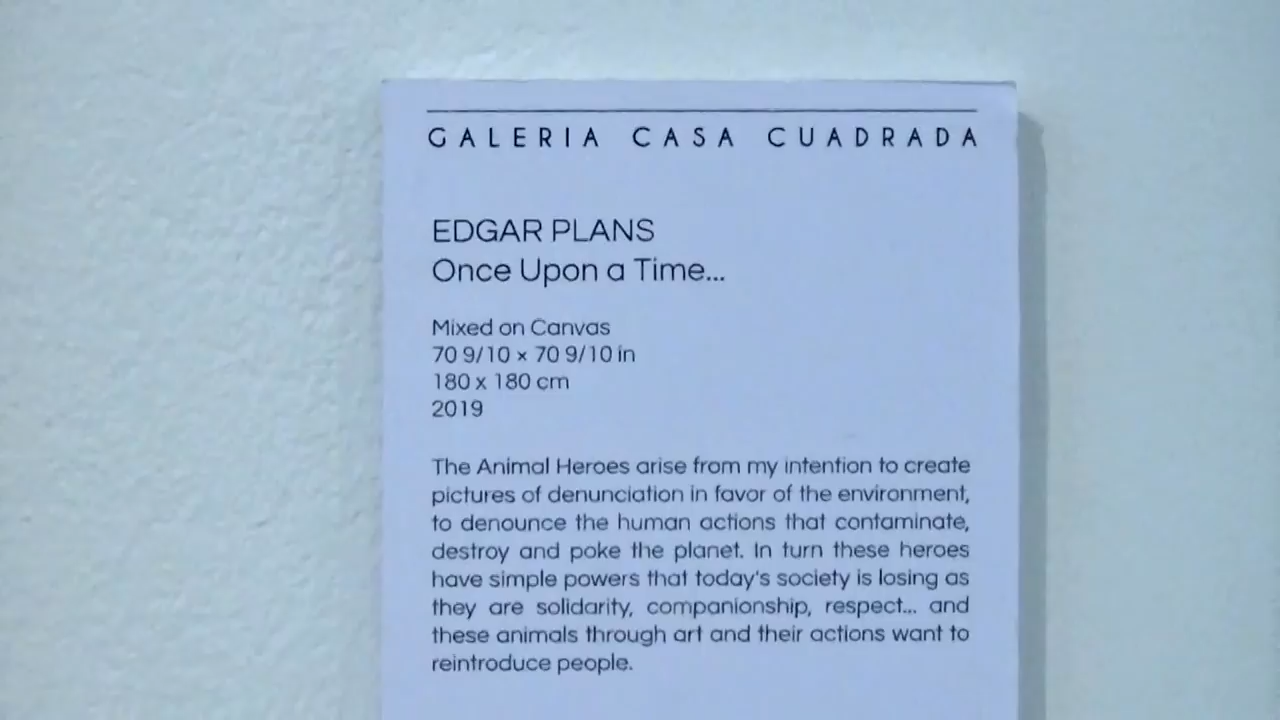 GALERIA CASA CUADRADA
EDGAR PLANS
Once Upon a Time...
Mixed on Canvas
70 9/10 × 70 9/10 in
180 x 180 cm
2019
The Animal Heroes arise from my intention to create
pictures of denunciation in favor of the environment,
to denounce the human actions that contaminate,
destroy and poke the planet. In turn these heroes
have simple powers that today's society is losing as
they are solidarity, companionship, respect... and
these animals through art and their actions want to
reintroduce people.